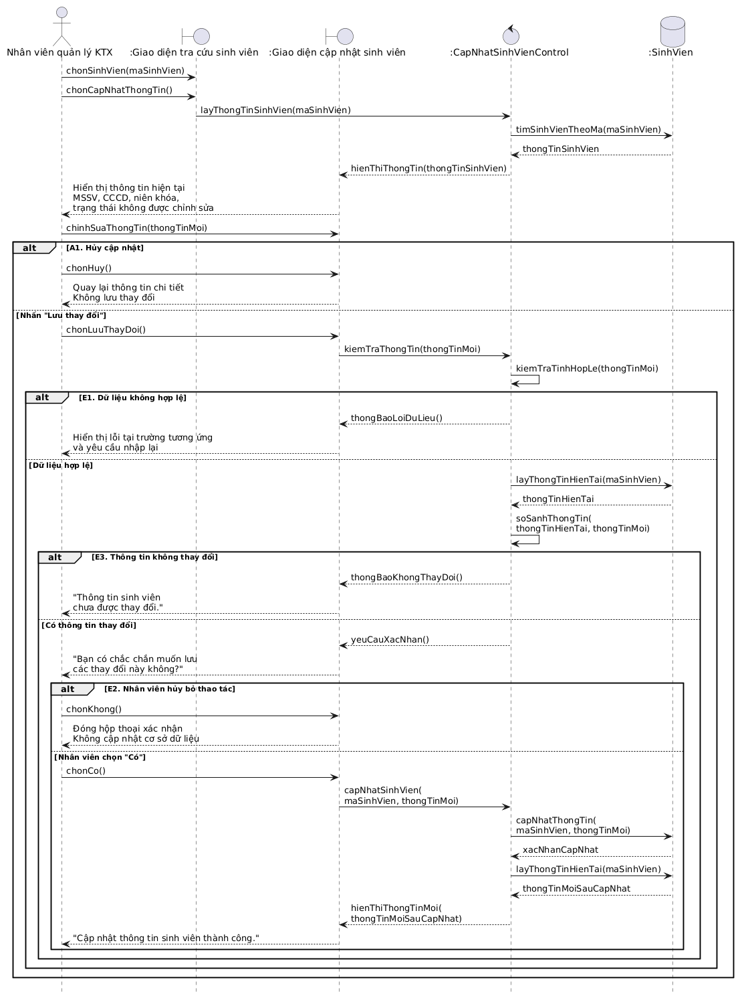 Nhân viên quản lý KTX
:Giao diện tra cứu sinh viên
:Giao diện cập nhật sinh viên
:CapNhatSinhVienControl
:SinhVien
chonSinhVien(maSinhVien)
chonCapNhatThongTin()
layThongTinSinhVien(maSinhVien)
timSinhVienTheoMa(maSinhVien)
thongTinSinhVien
hienThiThongTin(thongTinSinhVien)
Hiển thị thông tin hiện tại
MSSV, CCCD, niên khóa,
trạng thái không được chỉnh sửa
chinhSuaThongTin(thongTinMoi)
alt [A1. Hủy cập nhật]
chonHuy()
Quay lại thông tin chi tiết
Không lưu thay đổi
[Nhấn "Lưu thay đổi"]
chonLuuThayDoi()
kiemTraThongTin(thongTinMoi)
kiemTraTinhHopLe(thongTinMoi)
alt [E1. Dữ liệu không hợp lệ]
thongBaoLoiDuLieu()
Hiển thị lỗi tại trường tương ứng
và yêu cầu nhập lại
[Dữ liệu hợp lệ]
layThongTinHienTai(maSinhVien)
thongTinHienTai
soSanhThongTin(
thongTinHienTai, thongTinMoi)
alt [E3. Thông tin không thay đổi]
thongBaoKhongThayDoi()
"Thông tin sinh viên
chưa được thay đổi."
[Có thông tin thay đổi]
yeuCauXacNhan()
"Bạn có chắc chắn muốn lưu
các thay đổi này không?"
alt [E2. Nhân viên hủy bỏ thao tác]
chonKhong()
Đóng hộp thoại xác nhận
Không cập nhật cơ sở dữ liệu
[Nhân viên chọn "Có"]
chonCo()
capNhatSinhVien(
maSinhVien, thongTinMoi)
capNhatThongTin(
maSinhVien, thongTinMoi)
xacNhanCapNhat
layThongTinHienTai(maSinhVien)
thongTinMoiSauCapNhat
hienThiThongTinMoi(
thongTinMoiSauCapNhat)
"Cập nhật thông tin sinh viên thành công."